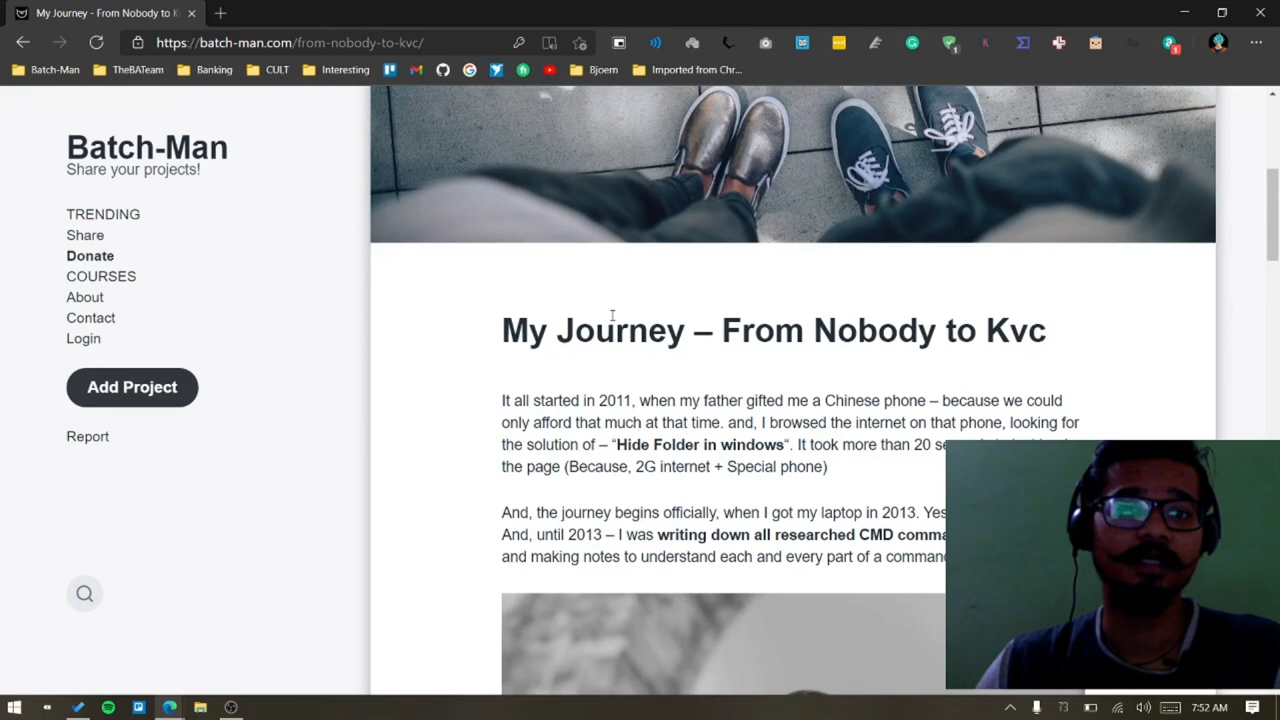 My Journey - From Nobody to K
https://batch-man.com/from-nobody-to-kvc/
1
1
Batch-Man
TheBATeam
Banking
CULT
Interesting
Bjoern
Imported from Chr...
Batch-Man
Share your projects!
TRENDING
Share
Donate
COURSES
About
Contact
Login
Add Project
Report
My Journey – From Nobody to Kvc
It all started in 2011, when my father gifted me a Chinese phone – because we could
only afford that much at that time. and, I browsed the internet on that phone, looking for
the solution of – “Hide Folder in windows“. It took more than 20
the page (Because, 2G internet + Special phone)
And, the journey begins officially, when I got my laptop in 2013. Yes
And, until 2013 – I was writing down all researched CMD comma
and making notes to understand each and every part of a command
73
7:52 AM